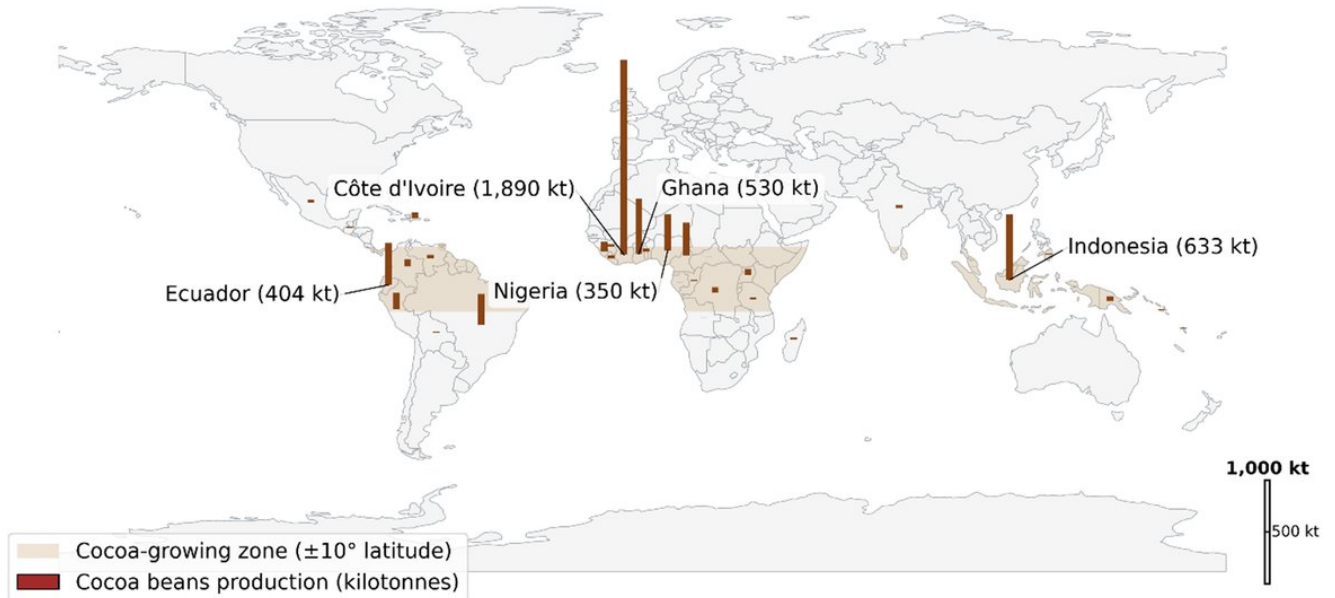 Côte d'Ivoire (1,890 kt)
Ghana (530 kt)
Indonesia (633 kt)
Ecuador (404 kt)
Nigeria (350 kt)
1,000 kt
500 kt
Cocoa-growing zone (±10° latitude)
Cocoa beans production (kilotonnes)